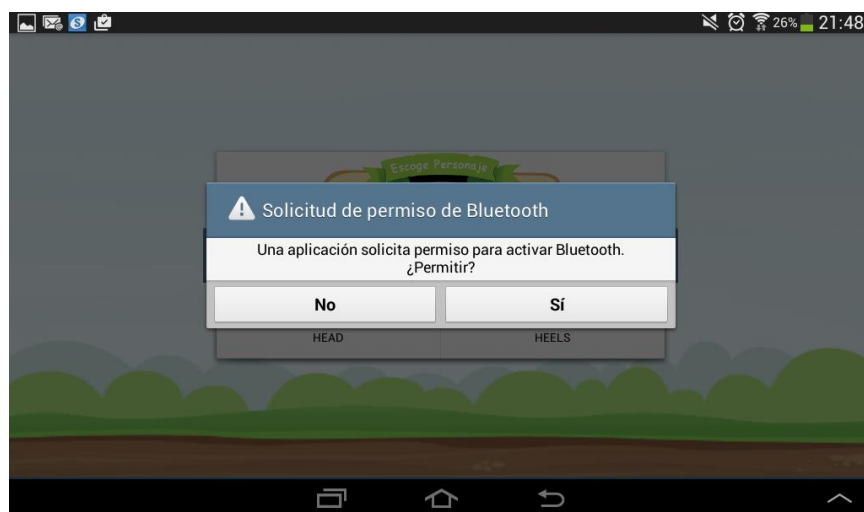 26% 21:48
Escoge Personaje
Solicitud de permiso de Bluetooth
Una aplicación solicita permiso para activar Bluetooth.
¿Permitir?
No Sí
HEAD HEELS